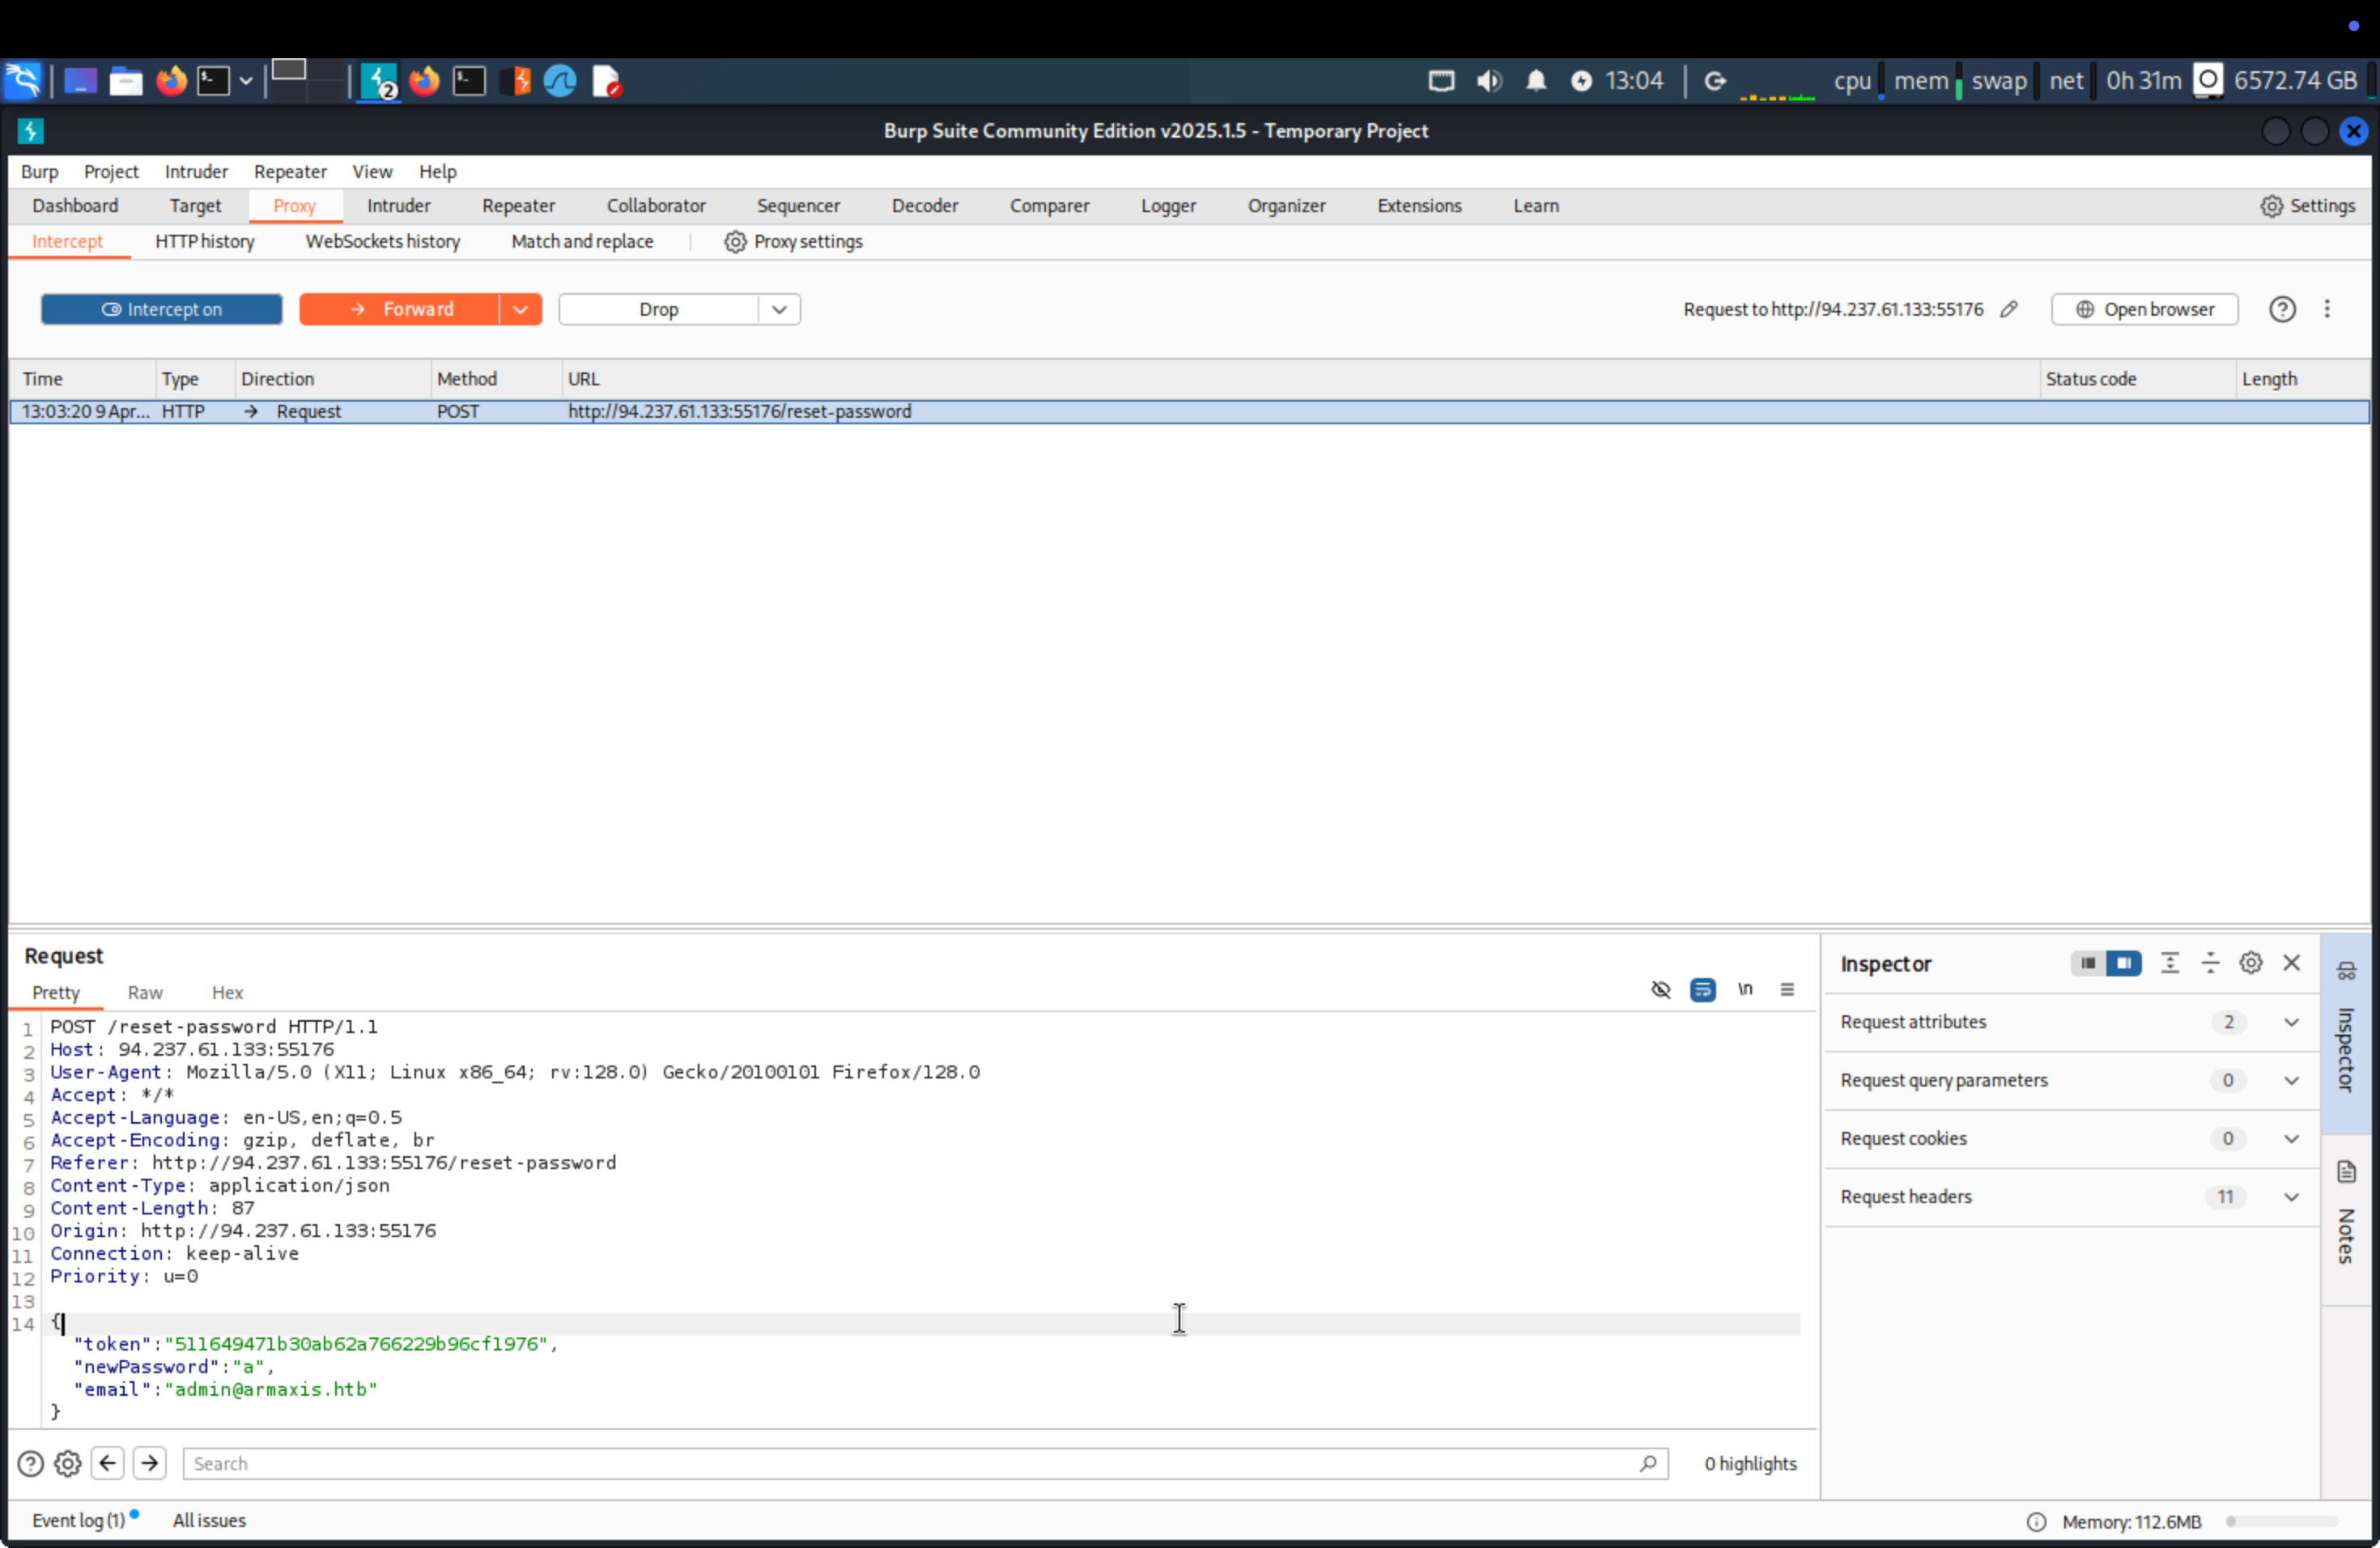 2
13:04
cpu mem swap net 0h 31m 6572.74 GB
Burp Suite Community Edition v2025.1.5 - Temporary Project
Burp Project Intruder Repeater View Help
Dashboard Target Proxy Intruder Repeater Collaborator Sequencer Decoder Comparer Logger Organizer Extensions Learn Settings
Intercept HTTP history WebSockets history Match and replace Proxy settings
Intercept on Forward Drop Request to http://94.237.61.133:55176 Open browser
Time Type Direction Method URL Status code Length
13:03:20 9 Apr... HTTP → Request POST http://94.237.61.133:55176/reset-password
Request
Pretty Raw Hex \n
1 POST /reset-password HTTP/1.1
2 Host: 94.237.61.133:55176
3 User-Agent: Mozilla/5.0 (X11; Linux x86_64; rv:128.0) Gecko/20100101 Firefox/128.0
4 Accept: */*
5 Accept-Language: en-US,en;q=0.5
6 Accept-Encoding: gzip, deflate, br
7 Referer: http://94.237.61.133:55176/reset-password
8 Content-Type: application/json
9 Content-Length: 87
10 Origin: http://94.237.61.133:55176
11 Connection: keep-alive
12 Priority: u=0
13
14 {
"token":"511649471b30ab62a766229b96cf1976",
"newPassword":"a",
"email":"admin@armaxis.htb"
}
Search 0 highlights
Inspector
Request attributes 2
Request query parameters 0
Request cookies 0
Request headers 11
Inspector
Notes
Event log (1) All issues Memory: 112.6MB